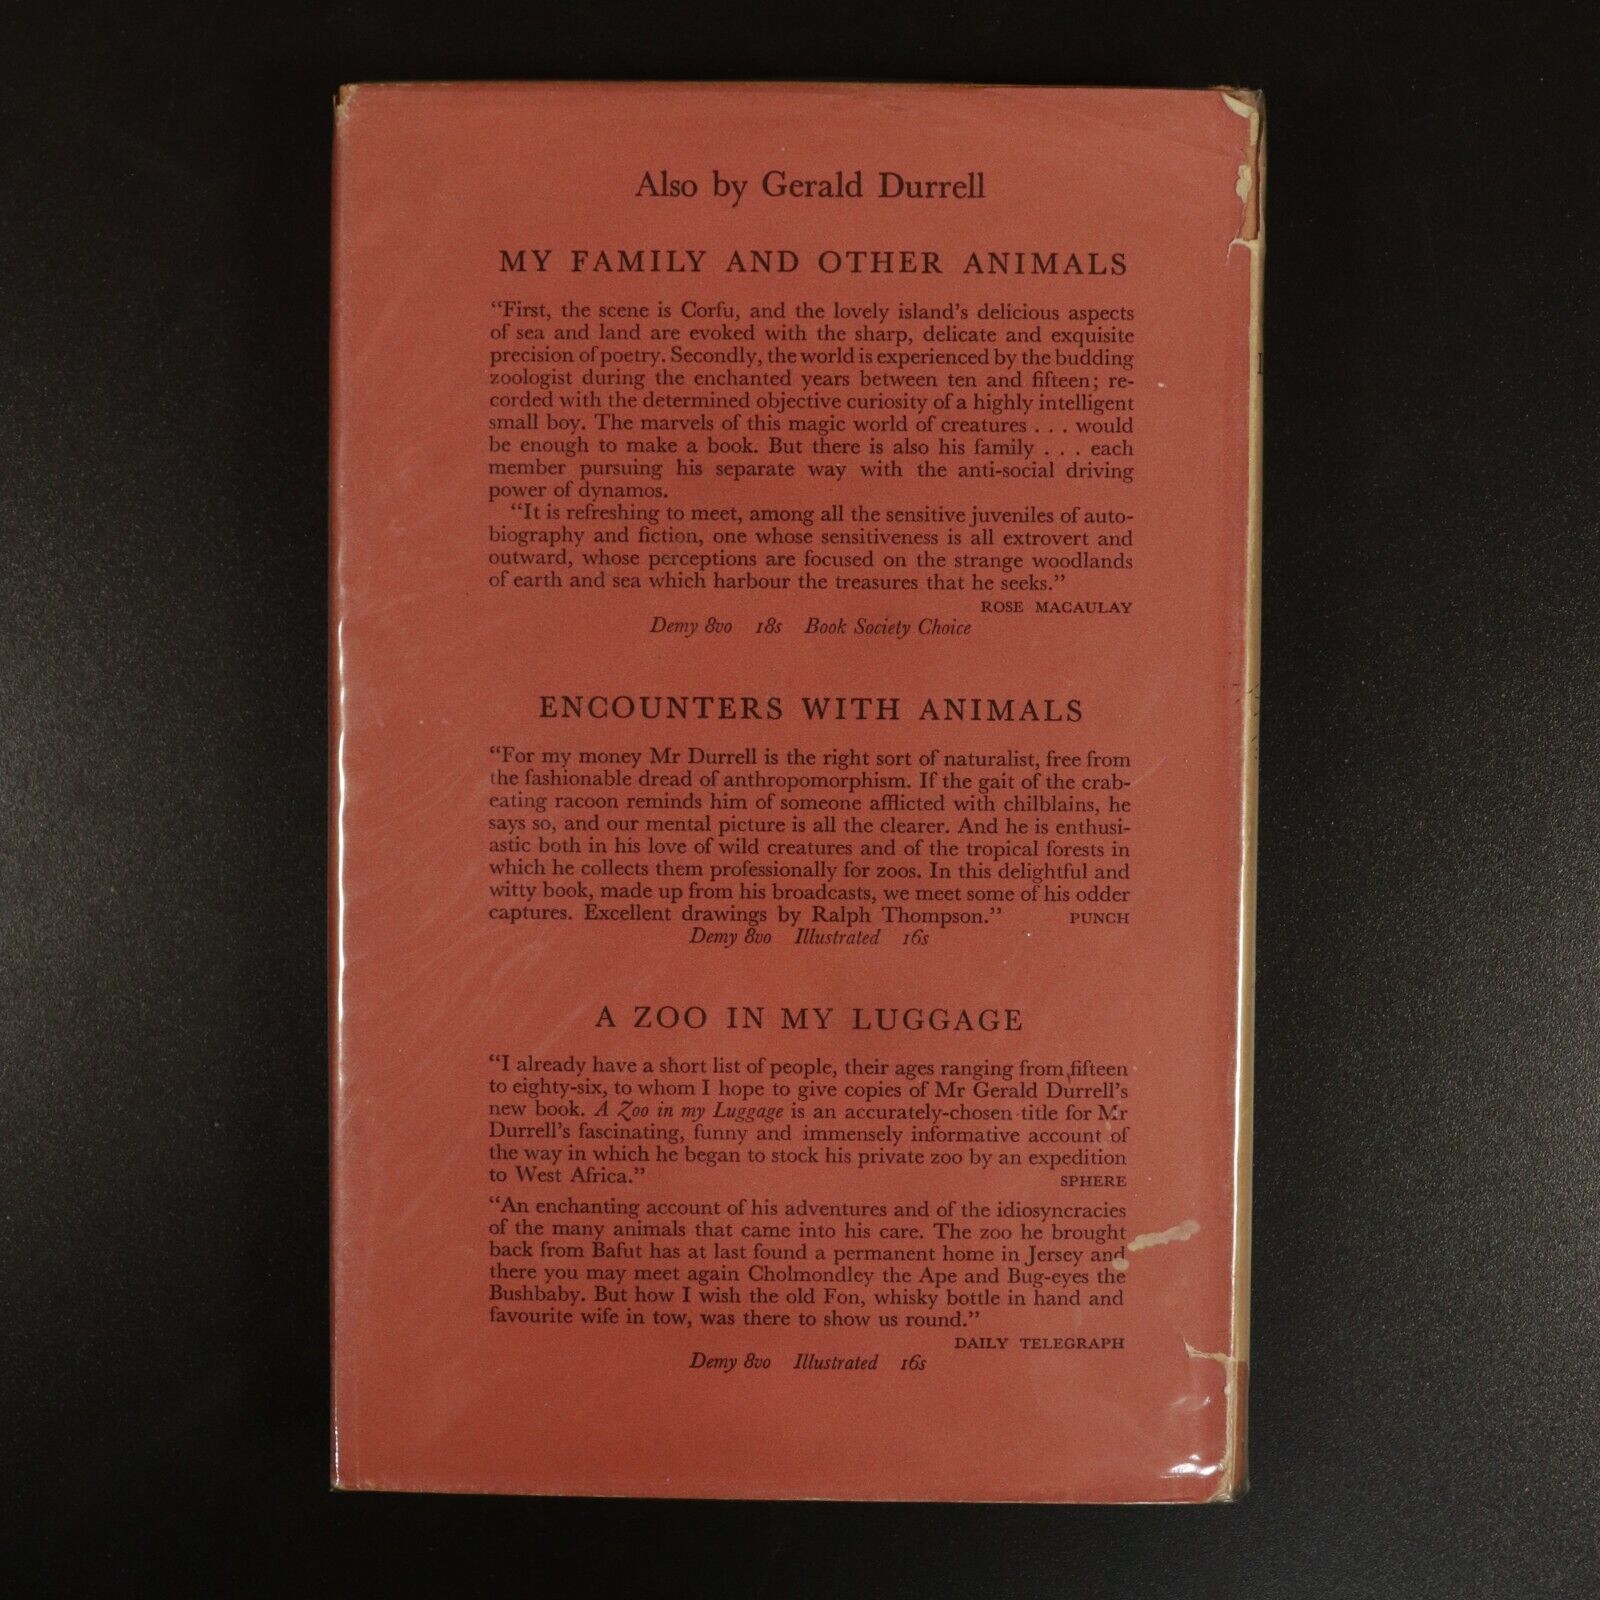 Also by Gerald Durrell
MY FAMILY AND OTHER ANIMALS
“First, the scene is Corfu, and the lovely island’s delicious aspects
of sea and land are evoked with the sharp, delicate and exquisite
precision of poetry. Secondly, the world is experienced by the budding
zoologist during the enchanted years between ten and fifteen; re-
corded with the determined objective curiosity of a highly intelligent
small boy. The marvels of this magic world of creatures . . . would
be enough to make a book. But there is also his family . . . each
member pursuing his separate way with the anti-social driving
power of dynamos.
“It is refreshing to meet, among all the sensitive juveniles of auto-
biography and fiction, one whose sensitiveness is all extrovert and
outward, whose perceptions are focused on the strange woodlands
of earth and sea which harbour the treasures that he seeks.”
ROSE MACAULAY
Demy 8vo 18s Book Society Choice
ENCOUNTERS WITH ANIMALS
“For my money Mr Durrell is the right sort of naturalist, free from
the fashionable dread of anthropomorphism. If the gait of the crab-
eating racoon reminds him of someone afflicted with chilblains, he
says so, and our mental picture is all the clearer. And he is enthusi-
astic both in his love of wild creatures and of the tropical forests in
which he collects them professionally for zoos. In this delightful and
witty book, made up from his broadcasts, we meet some of his odder
captures. Excellent drawings by Ralph Thompson.” PUNCH
Demy 8vo Illustrated 16s
A ZOO IN MY LUGGAGE
“I already have a short list of people, their ages ranging from fifteen
to eighty-six, to whom I hope to give copies of Mr Gerald Durrell’s
new book. A Zoo in my Luggage is an accurately-chosen title for Mr
Durrell’s fascinating, funny and immensely informative account of
the way in which he began to stock his private zoo by an expedition
to West Africa.” SPHERE
“An enchanting account of his adventures and of the idiosyncracies
of the many animals that came into his care. The zoo he brought
back from Bafut has at last found a permanent home in Jersey and
there you may meet again Cholmondley the Ape and Bug-eyes the
Bushbaby. But how I wish the old Fon, whisky bottle in hand and
favourite wife in tow, was there to show us round.”
DAILY TELEGRAPH
Demy 8vo Illustrated 16s